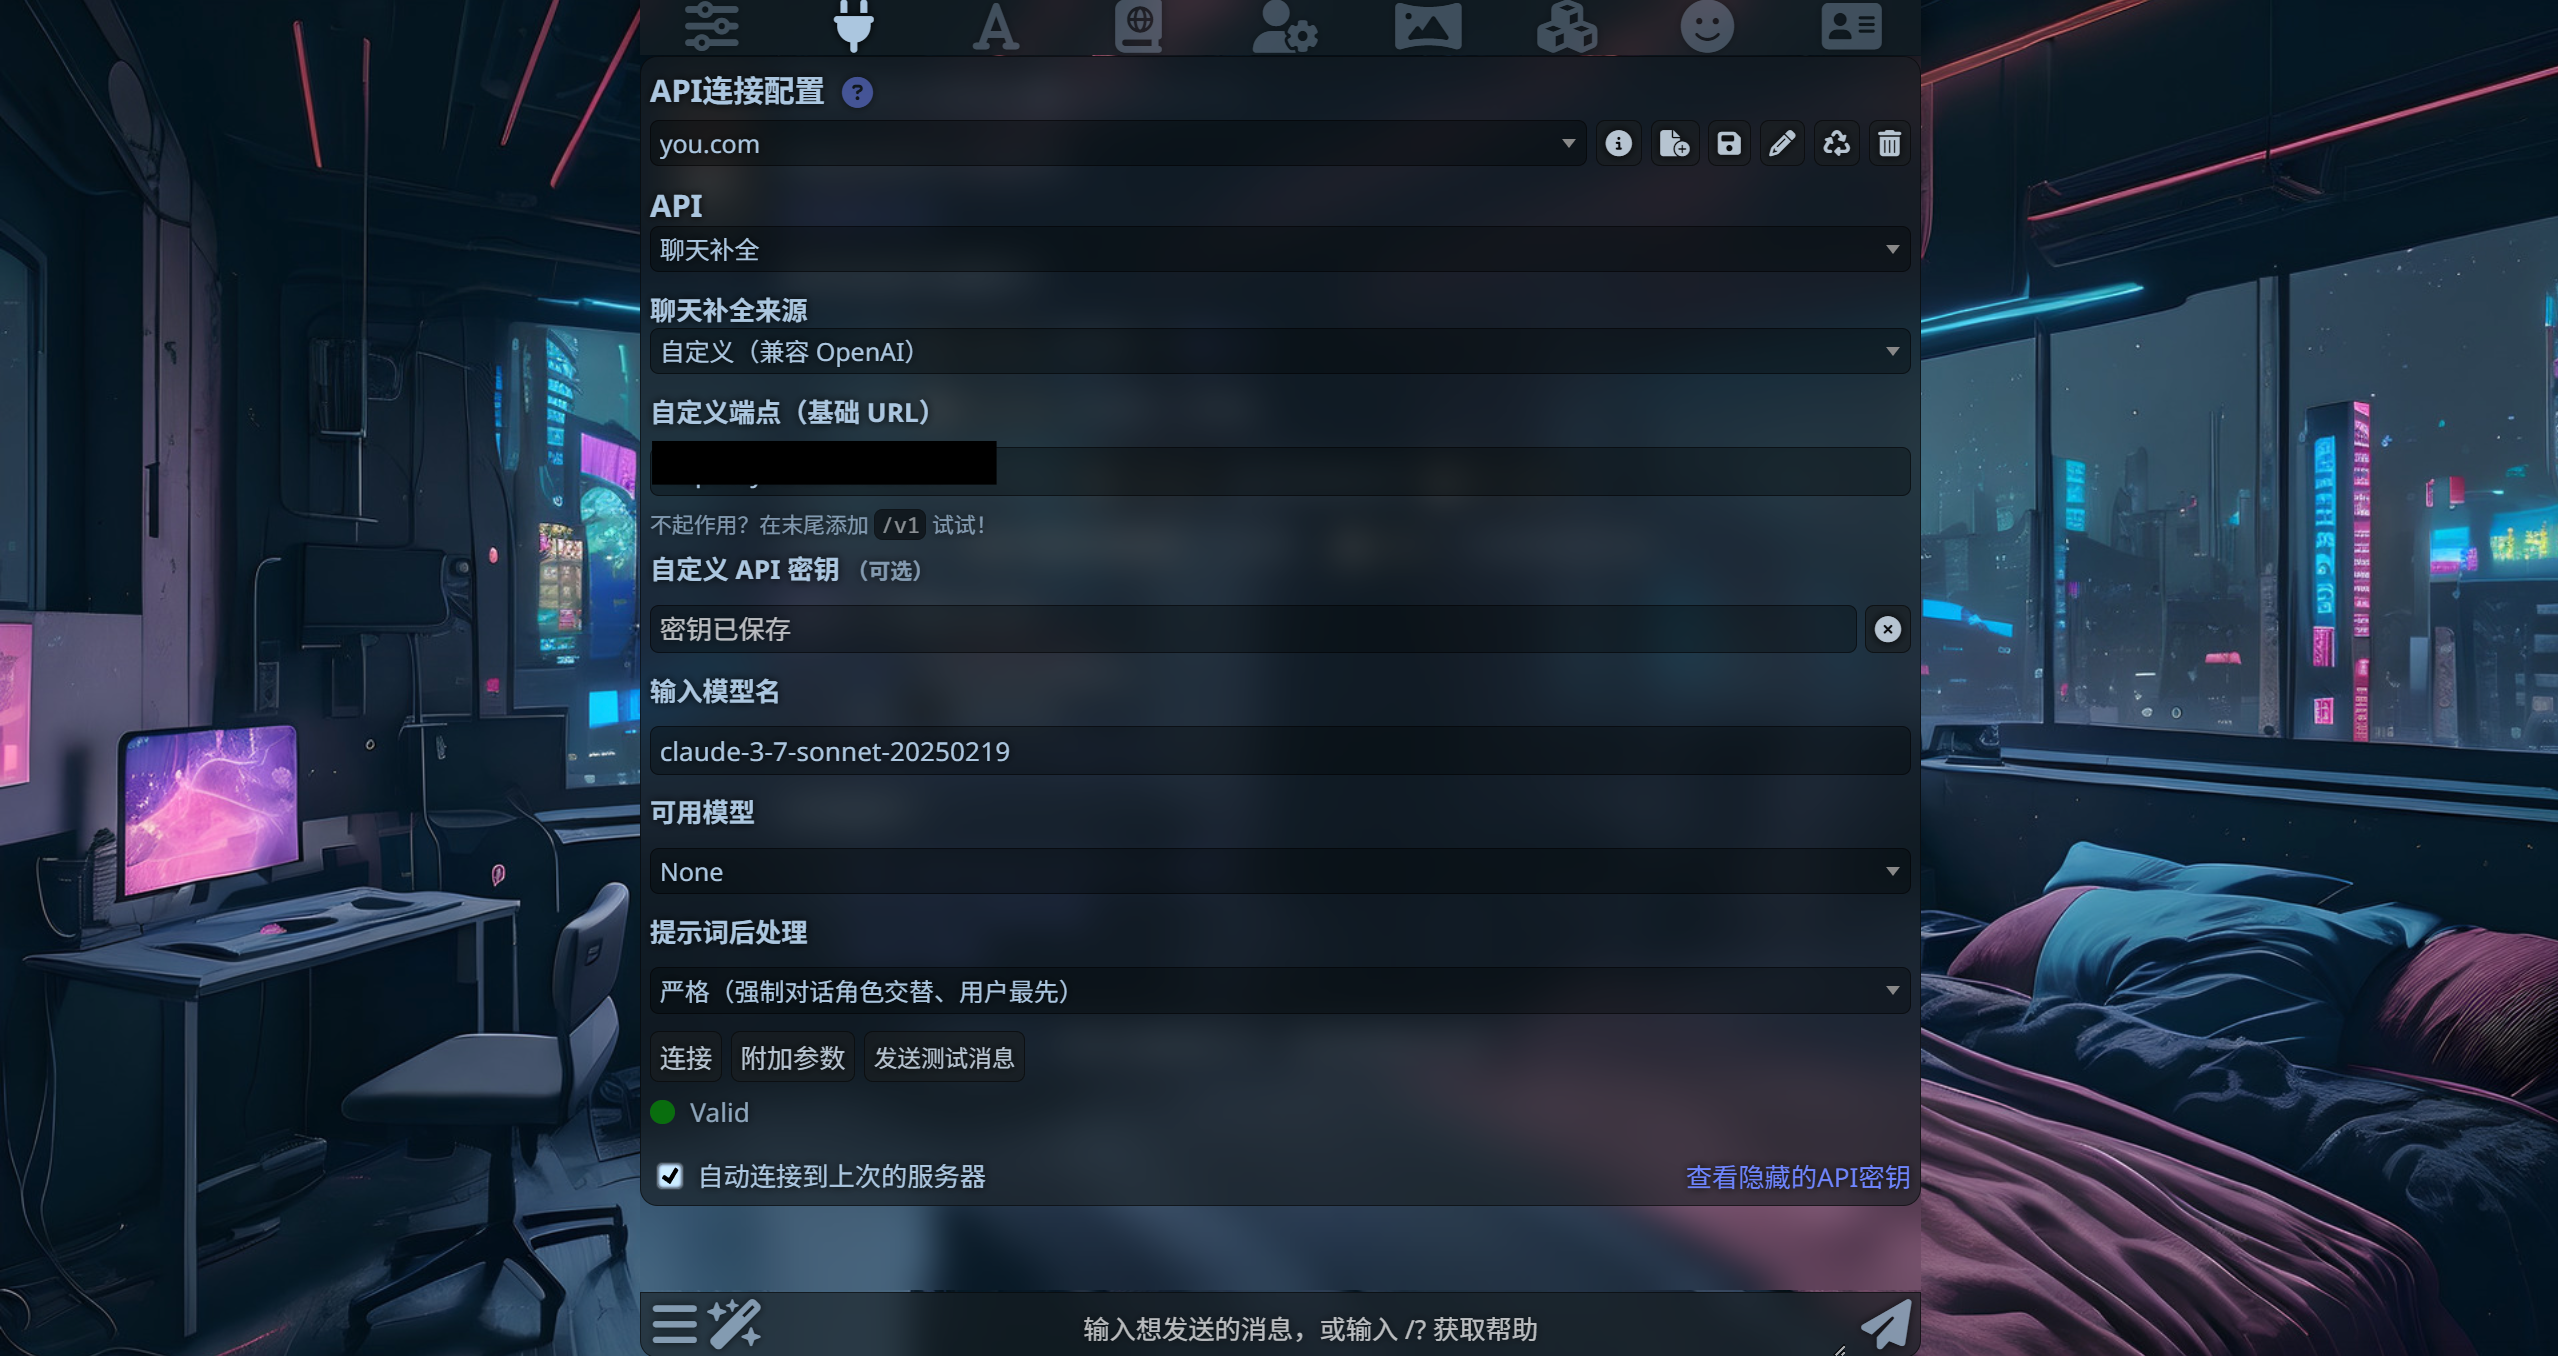 API连接配置 ?
you.com
API
聊天补全
聊天补全来源
自定义（兼容 OpenAI）
自定义端点（基础 URL）
不起作用？在末尾添加 /v1 试试！
自定义 API 密钥 （可选）
密钥已保存
输入模型名
claude-3-7-sonnet-20250219
可用模型
None
提示词后处理
严格（强制对话角色交替、用户最先）
连接 附加参数 发送测试消息
Valid
自动连接到上次的服务器 查看隐藏的API密钥
输入想发送的消息，或输入 /? 获取帮助